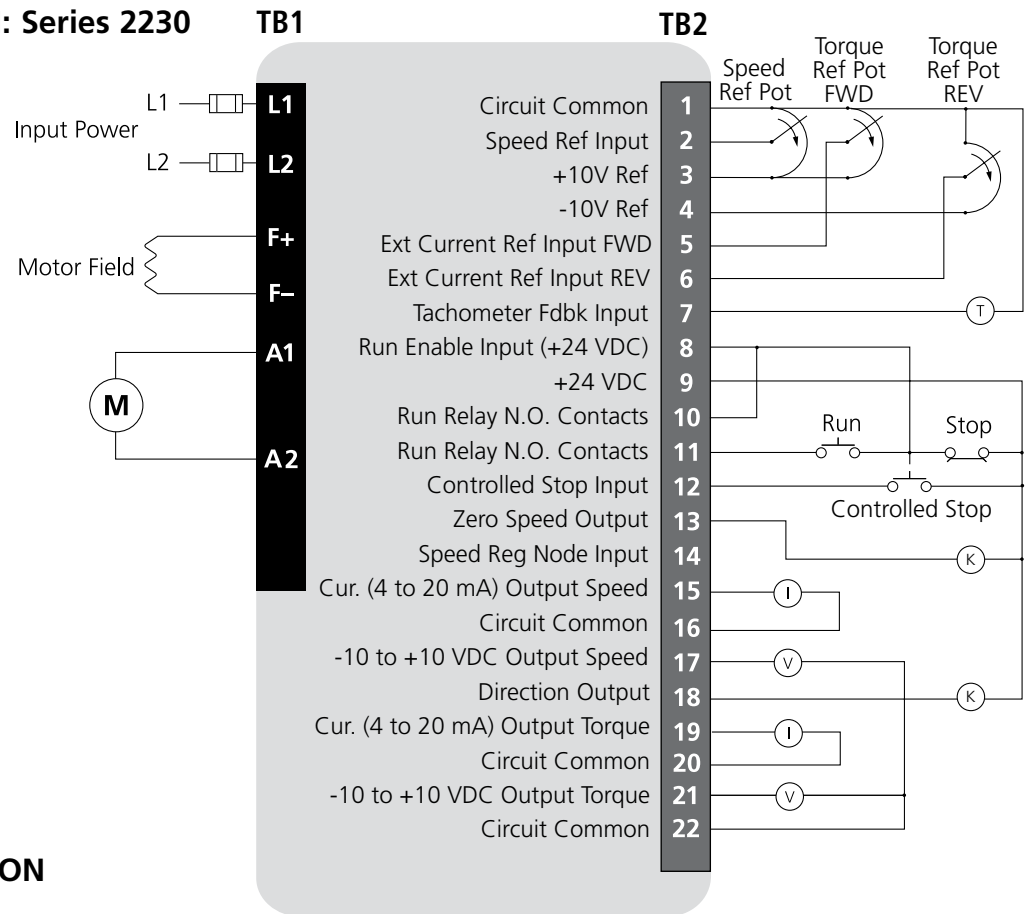 : Series 2230
TB1
TB2
L1
L2
Input Power
Motor Field
M
L1
L2
F+
F–
A1
A2
Circuit Common 1
Speed Ref Input 2
+10V Ref 3
-10V Ref 4
Ext Current Ref Input FWD 5
Ext Current Ref Input REV 6
Tachometer Fdbk Input 7
Run Enable Input (+24 VDC) 8
+24 VDC 9
Run Relay N.O. Contacts 10
Run Relay N.O. Contacts 11
Controlled Stop Input 12
Zero Speed Output 13
Speed Reg Node Input 14
Cur. (4 to 20 mA) Output Speed 15
Circuit Common 16
-10 to +10 VDC Output Speed 17
Direction Output 18
Cur. (4 to 20 mA) Output Torque 19
Circuit Common 20
-10 to +10 VDC Output Torque 21
Circuit Common 22
Speed
Ref Pot
Torque
Ref Pot
FWD
Torque
Ref Pot
REV
T
Run
Stop
Controlled Stop
K
I
V
K
I
V
ON